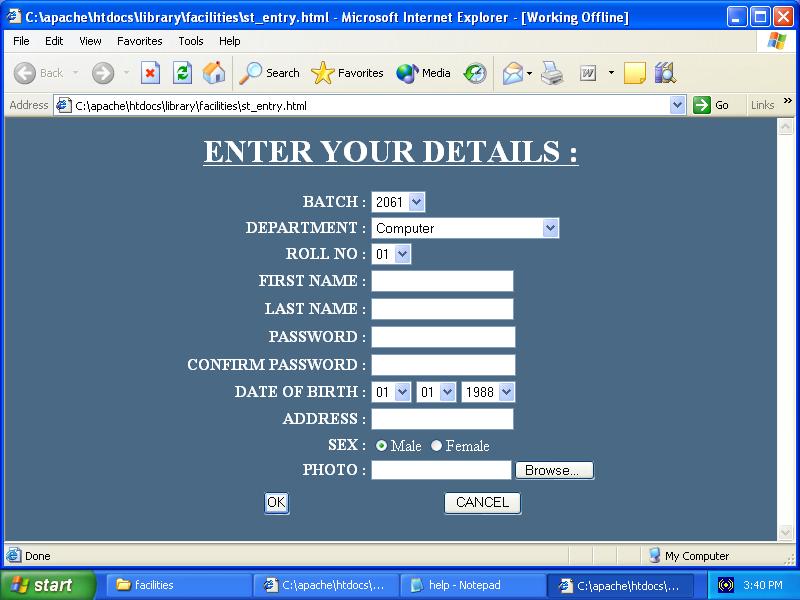 C:\apache\htdocs\library\facilities\st_entry.html - Microsoft Internet Explorer - [Working Offline]
File Edit View Favorites Tools Help
Back Search Favorites Media W
Address C:\apache\htdocs\library\facilities\st_entry.html Go Links »
ENTER YOUR DETAILS :
BATCH : 2061
DEPARTMENT : Computer
ROLL NO : 01
FIRST NAME :
LAST NAME :
PASSWORD :
CONFIRM PASSWORD :
DATE OF BIRTH : 01 01 1988
ADDRESS :
SEX : Male Female
PHOTO : Browse...
OK CANCEL
Done My Computer
start facilities C:\apache\htdocs\... help - Notepad C:\apache\htdocs\... 3:40 PM